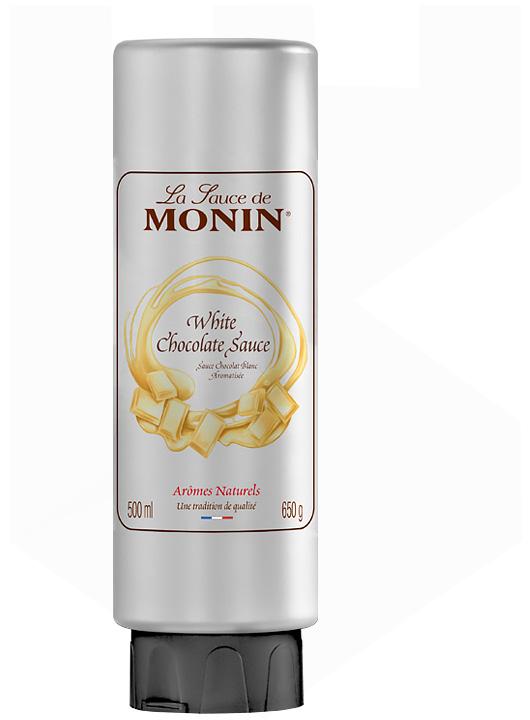 La Sauce de
MONIN®
White
Chocolate Sauce
Sauce Chocolat Blanc
Aromatisée
Arômes Naturels
Une tradition de qualité
500 ml
650 g